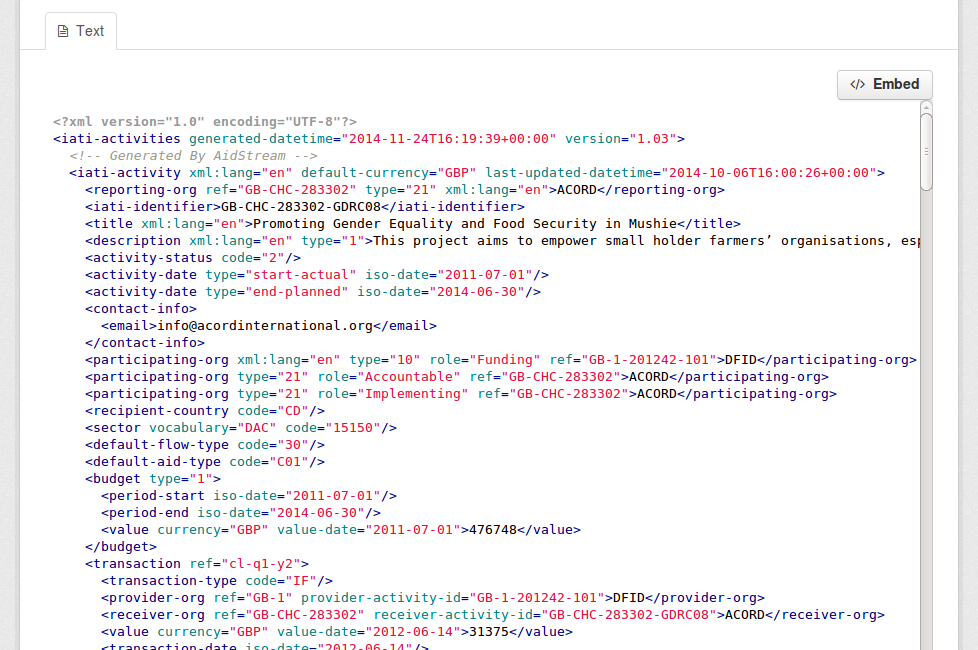 Text
</> Embed
<?xml version="1.0" encoding="UTF-8"?>
<iati-activities generated-datetime="2014-11-24T16:19:39+00:00" version="1.03">
<!-- Generated By AidStream -->
<iati-activity xml:lang="en" default-currency="GBP" last-updated-datetime="2014-10-06T16:00:26+00:00">
<reporting-org ref="GB-CHC-283302" type="21" xml:lang="en">ACORD</reporting-org>
<iati-identifier>GB-CHC-283302-GDRC08</iati-identifier>
<title xml:lang="en">Promoting Gender Equality and Food Security in Mushie</title>
<description xml:lang="en" type="1">This project aims to empower small holder farmers’ organisations, esp
<activity-status code="2"/>
<activity-date type="start-actual" iso-date="2011-07-01"/>
<activity-date type="end-planned" iso-date="2014-06-30"/>
<contact-info>
<email>info@acordinternational.org</email>
</contact-info>
<participating-org xml:lang="en" type="10" role="Funding" ref="GB-1-201242-101">DFID</participating-org>
<participating-org type="21" role="Accountable" ref="GB-CHC-283302">ACORD</participating-org>
<participating-org type="21" role="Implementing" ref="GB-CHC-283302">ACORD</participating-org>
<recipient-country code="CD"/>
<sector vocabulary="DAC" code="15150"/>
<default-flow-type code="30"/>
<default-aid-type code="C01"/>
<budget type="1">
<period-start iso-date="2011-07-01"/>
<period-end iso-date="2014-06-30"/>
<value currency="GBP" value-date="2011-07-01">476748</value>
</budget>
<transaction ref="cl-q1-y2">
<transaction-type code="IF"/>
<provider-org ref="GB-1" provider-activity-id="GB-1-201242-101">DFID</provider-org>
<receiver-org ref="GB-CHC-283302" receiver-activity-id="GB-CHC-283302-GDRC08">ACORD</receiver-org>
<value currency="GBP" value-date="2012-06-14">31375</value>
<transaction-date iso-date="2012-06-14"/>